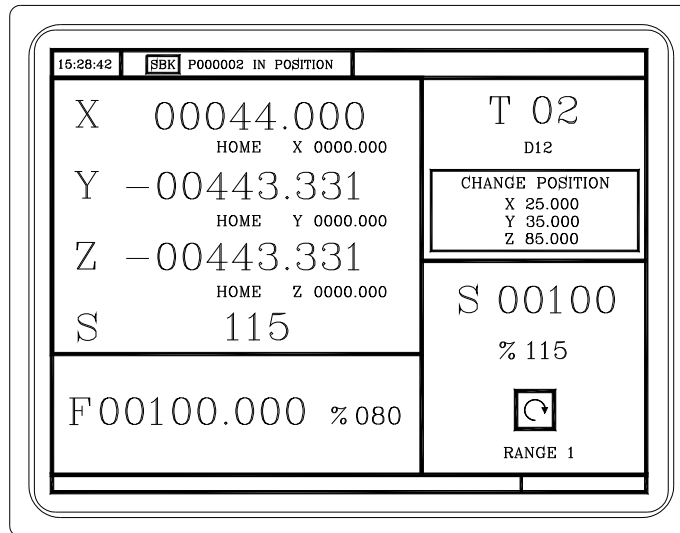 15:28:42 SBK P000002 IN POSITION
X 00044.000
HOME X 0000.000
Y -00443.331
HOME Y 0000.000
Z -00443.331
HOME Z 0000.000
S 115
F00100.000 % 080
T 02
D12
CHANGE POSITION
X 25.000
Y 35.000
Z 85.000
S 00100
% 115
RANGE 1